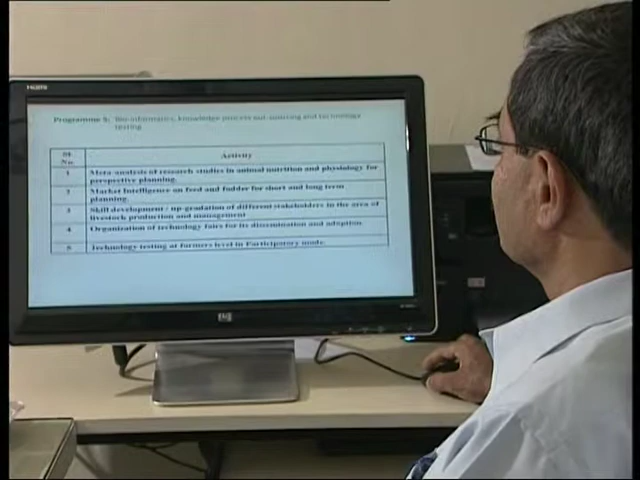 HDMI
Programme 5: Bio-informatics, knowledge process out-sourcing and technology
testing
Sl. Activity
No.
1 Meta-analysis of research studies in animal nutrition and physiology for
perspective planning.
2 Market Intelligence on feed and fodder for short and long term
planning.
3 Skill development / up-gradation of different stakeholders in the area of
livestock production and management
4 Organization of technology fairs for its dissemination and adoption
5 Technology testing at farmers level in Participatory mode.
hp